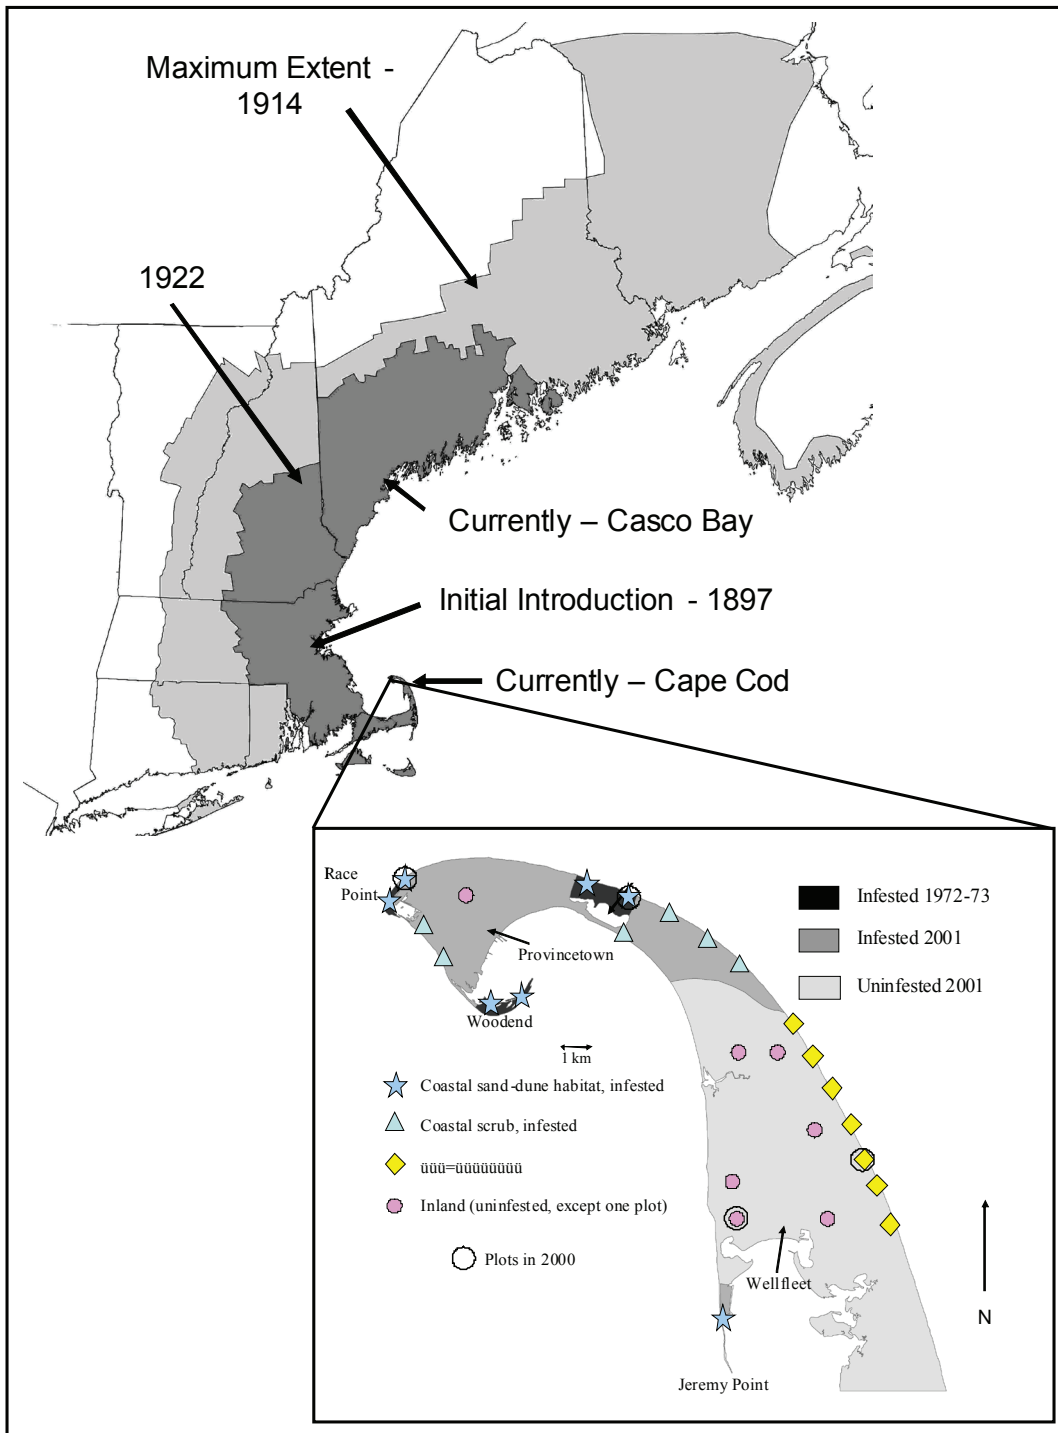 Maximum Extent -
1914
1922
Currently – Casco Bay
Initial Introduction - 1897
Currently – Cape Cod
Race
Point
Provincetown
Woodend
1 km
Infested 1972-73
Infested 2001
Uninfested 2001
Coastal sand-dune habitat, infested
Coastal scrub, infested
üüü=üüüüüüüü
Inland (uninfested, except one plot)
Plots in 2000
Wellfleet
N
Jeremy Point